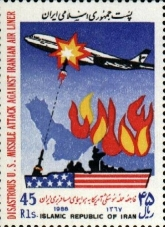 پست جمهوری اسلامی ایران
DISASTROUS U.S. MISSILE ATTACK AGAINST IRANIAN AIR LINER
45
Rls.
1988
۱۳۶۷
۴۵
ریال
ISLAMIC REPUBLIC OF IRAN